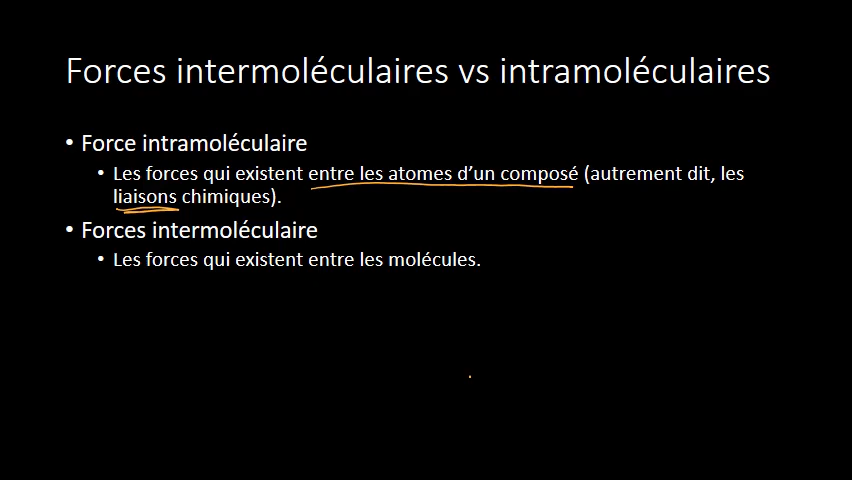 Forces intermoléculaires vs intramoléculaires
• Force intramoléculaire
• Les forces qui existent entre les atomes d’un composé (autrement dit, les
liaisons chimiques).
• Forces intermoléculaire
• Les forces qui existent entre les molécules.